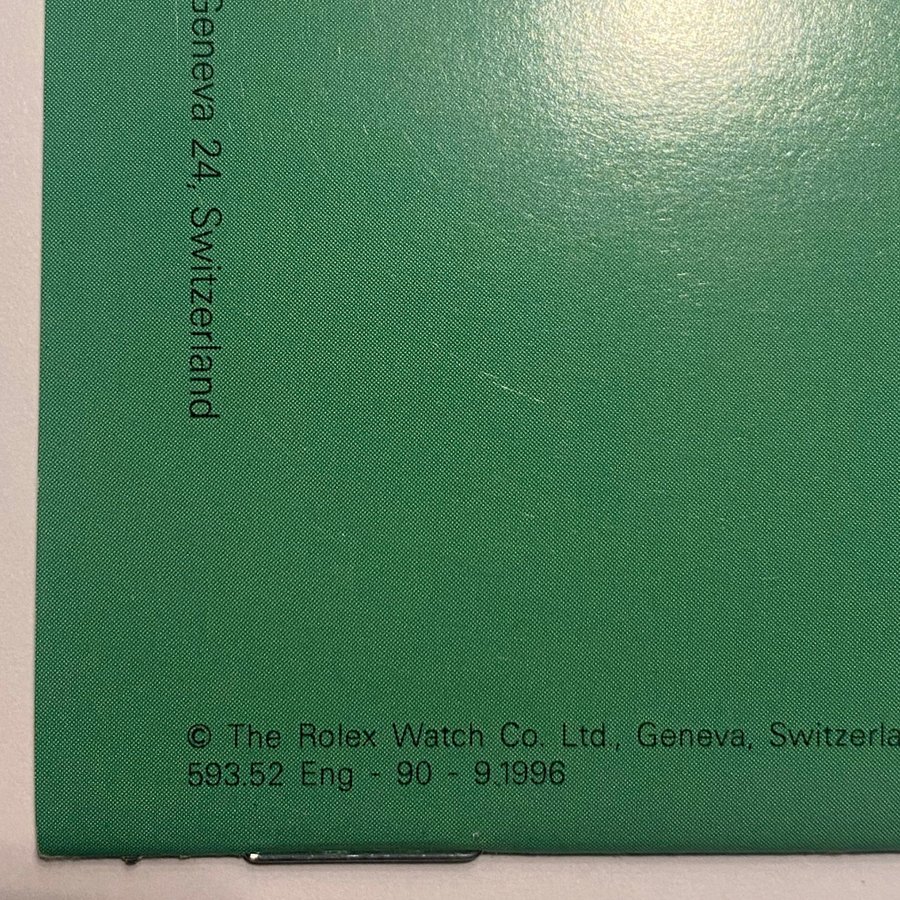 Geneva 24, Switzerland
© The Rolex Watch Co. Ltd., Geneva, Switzerla
593.52 Eng - 90 - 9.1996